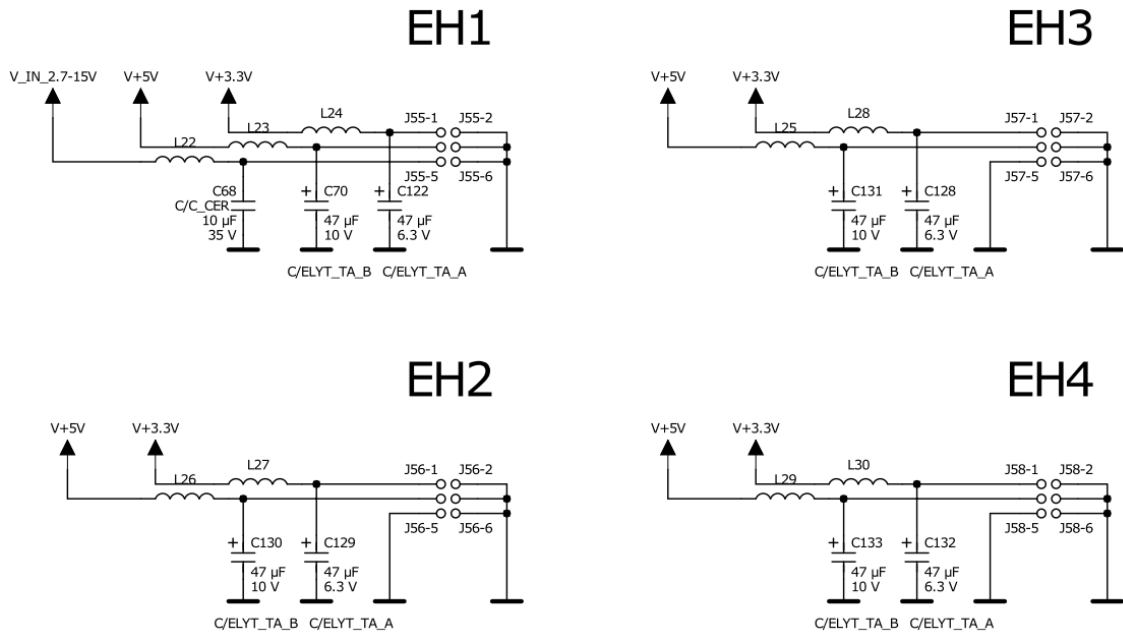 EH1
V_IN_2.7-15V V+5V V+3.3V
L24
J55-1 J55-2
L23
L22
J55-5 J55-6
C68
C/C_CER
10 µF
35 V
+ C70
47 µF
10 V
+ C122
47 µF
6.3 V
C/ELYT_TA_B C/ELYT_TA_A
EH3
V+5V V+3.3V
L28
J57-1 J57-2
L25
J57-5 J57-6
+ C131
47 µF
10 V
+ C128
47 µF
6.3 V
C/ELYT_TA_B C/ELYT_TA_A
EH2
V+5V V+3.3V
L27
J56-1 J56-2
L26
J56-5 J56-6
+ C130
47 µF
10 V
+ C129
47 µF
6.3 V
C/ELYT_TA_B C/ELYT_TA_A
EH4
V+5V V+3.3V
L30
J58-1 J58-2
L29
J58-5 J58-6
+ C133
47 µF
10 V
+ C132
47 µF
6.3 V
C/ELYT_TA_B C/ELYT_TA_A